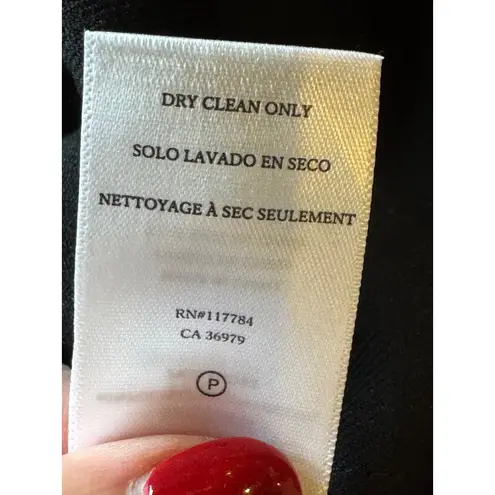 DRY CLEAN ONLY
SOLO LAVADO EN SECO
NETTOYAGE À SEC SEULEMENT
RN#117784
CA 36979
P